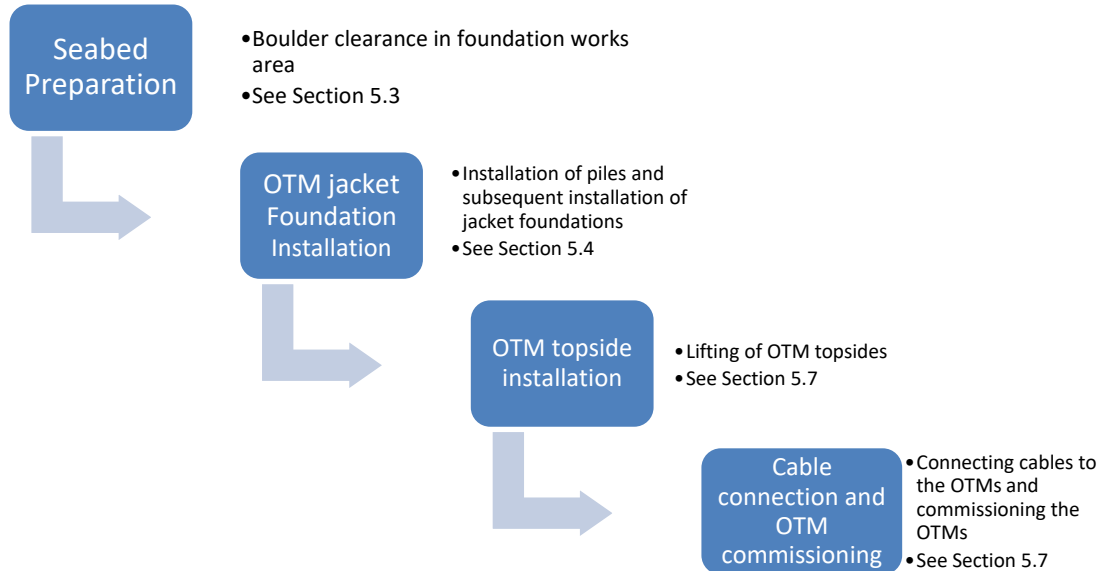 Seabed
Preparation
•Boulder clearance in foundation works
area
•See Section 5.3
OTM jacket
Foundation
Installation
•Installation of piles and
subsequent installation of
jacket foundations
•See Section 5.4
OTM topside
installation
•Lifting of OTM topsides
•See Section 5.7
Cable
connection and
OTM
commissioning
•Connecting cables to
the OTMs and
commissioning the
OTMs
•See Section 5.7